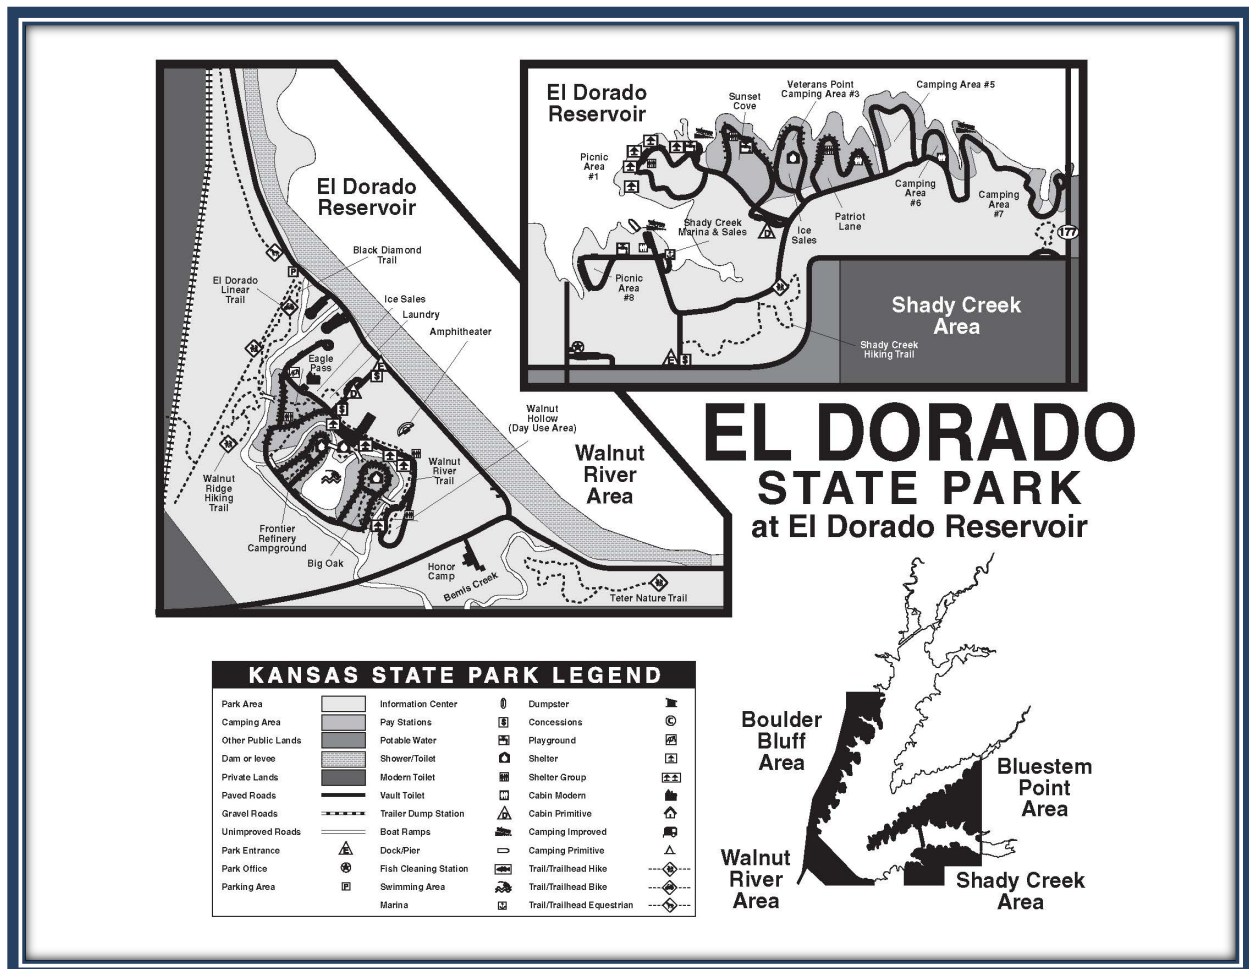 El Dorado
Reservoir
Black Diamond
Trail
El Dorado
Linear
Trail
Ice Sales
Laundry
Amphitheater
Eagle
Pass
Walnut
Hollow
(Day Use Area)
Walnut
River
Area
Walnut
River
Trail
Walnut
Ridge
Hiking
Trail
Frontier
Refinery
Campground
Big Oak
Honor
Camp
Bemis Creek
Teter Nature Trail
P
E
$
D
$
El Dorado
Reservoir
Sunset
Cove
Veterans Point
Camping Area #3
Camping Area #5
Picnic
Area
#1
Camping
Area
#6
Camping
Area
#7
177
Shady Creek
Marina & Sales
D
Ice
Sales
Patriot
Lane
Picnic
Area
#8
Shady Creek
Area
Shady Creek
Hiking Trail
E
$
EL DORADO
STATE PARK
at El Dorado Reservoir
Boulder
Bluff
Area
Bluestem
Point
Area
Walnut
River
Area
Shady Creek
Area
KANSAS STATE PARK LEGEND
Park Area
Camping Area
Other Public Lands
Dam or levee
Private Lands
Paved Roads
Gravel Roads
Unimproved Roads
Park Entrance E
Park Office
Parking Area P
Information Center
Pay Stations $
Potable Water
Shower/Toilet
Modern Toilet
Vault Toilet
Trailer Dump Station D
Boat Ramps
Dock/Pier
Fish Cleaning Station
Swimming Area
Marina
Dumpster
Concessions C
Playground
Shelter
Shelter Group
Cabin Modern
Cabin Primitive
Camping Improved
Camping Primitive
Trail/Trailhead Hike
Trail/Trailhead Bike
Trail/Trailhead Equestrian